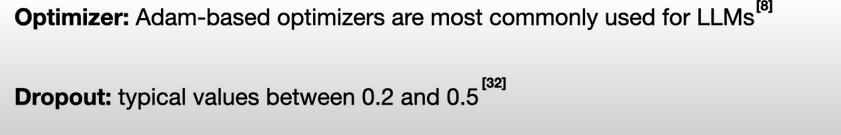 Optimizer: Adam-based optimizers are most commonly used for LLMs[8]
Dropout: typical values between 0.2 and 0.5[32]